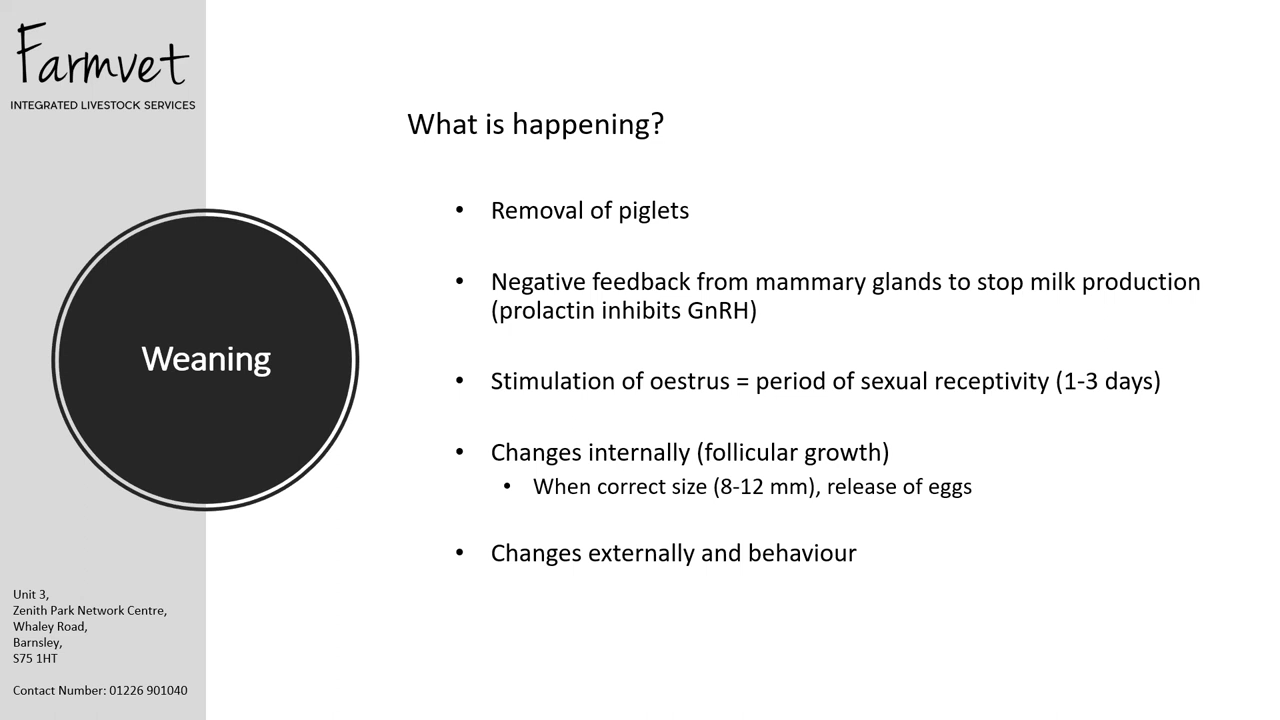 Farmvet
INTEGRATED LIVESTOCK SERVICES
Weaning
What is happening?
• Removal of piglets
• Negative feedback from mammary glands to stop milk production
(prolactin inhibits GnRH)
• Stimulation of oestrus = period of sexual receptivity (1-3 days)
• Changes internally (follicular growth)
• When correct size (8-12 mm), release of eggs
• Changes externally and behaviour
Unit 3,
Zenith Park Network Centre,
Whaley Road,
Barnsley,
S75 1HT
Contact Number: 01226 901040